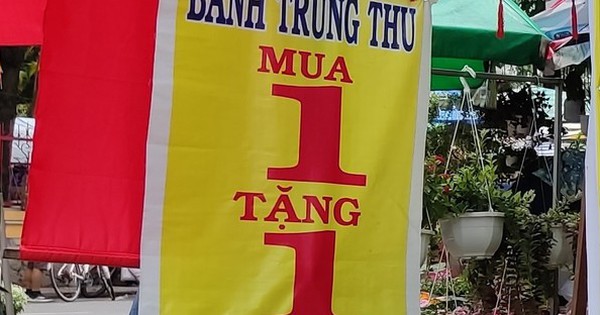 BÁNH TRUNG THU
MUA
1
TẶNG
1